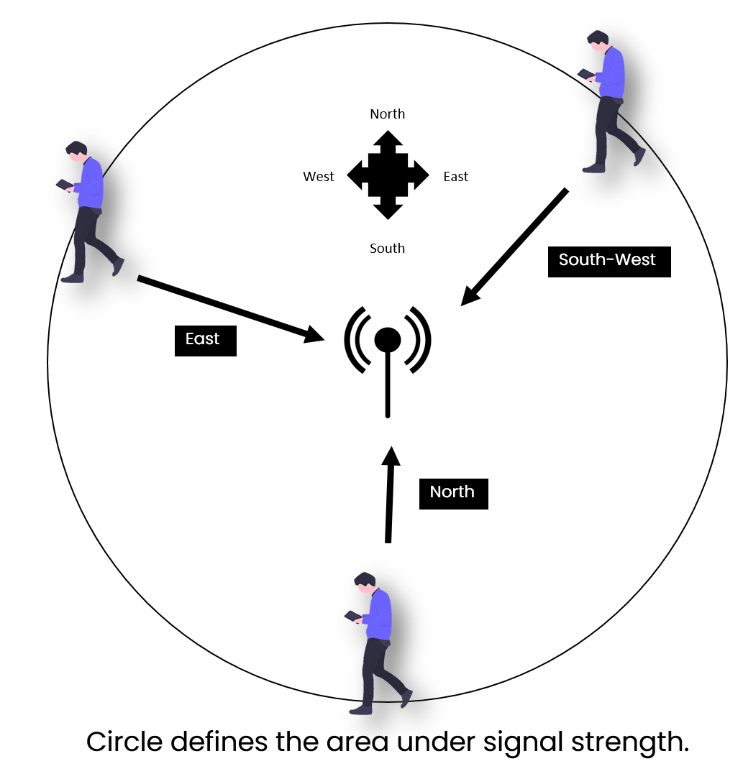 North
West
East
South
South-West
East
North
Circle defines the area under signal strength.